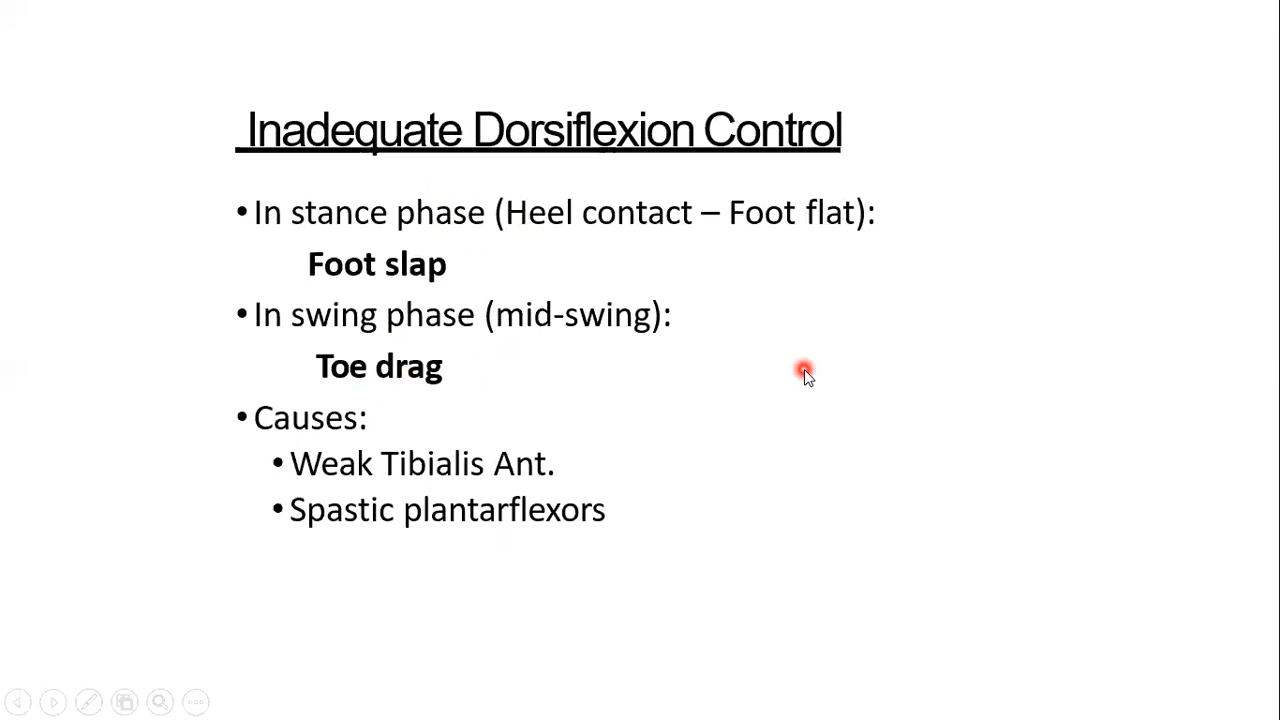 Inadequate Dorsiflexion Control
•In stance phase (Heel contact – Foot flat):
Foot slap
•In swing phase (mid-swing):
Toe drag
•Causes:
•Weak Tibialis Ant.
•Spastic plantarflexors